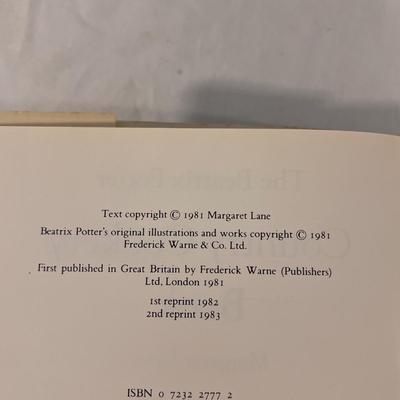 Text copyright © 1981 Margaret Lane
Beatrix Potter's original illustrations and works copyright © 1981
Frederick Warne & Co. Ltd.
First published in Great Britain by Frederick Warne (Publishers)
Ltd, London 1981
1st reprint 1982
2nd reprint 1983
ISBN 0 7232 2777 2